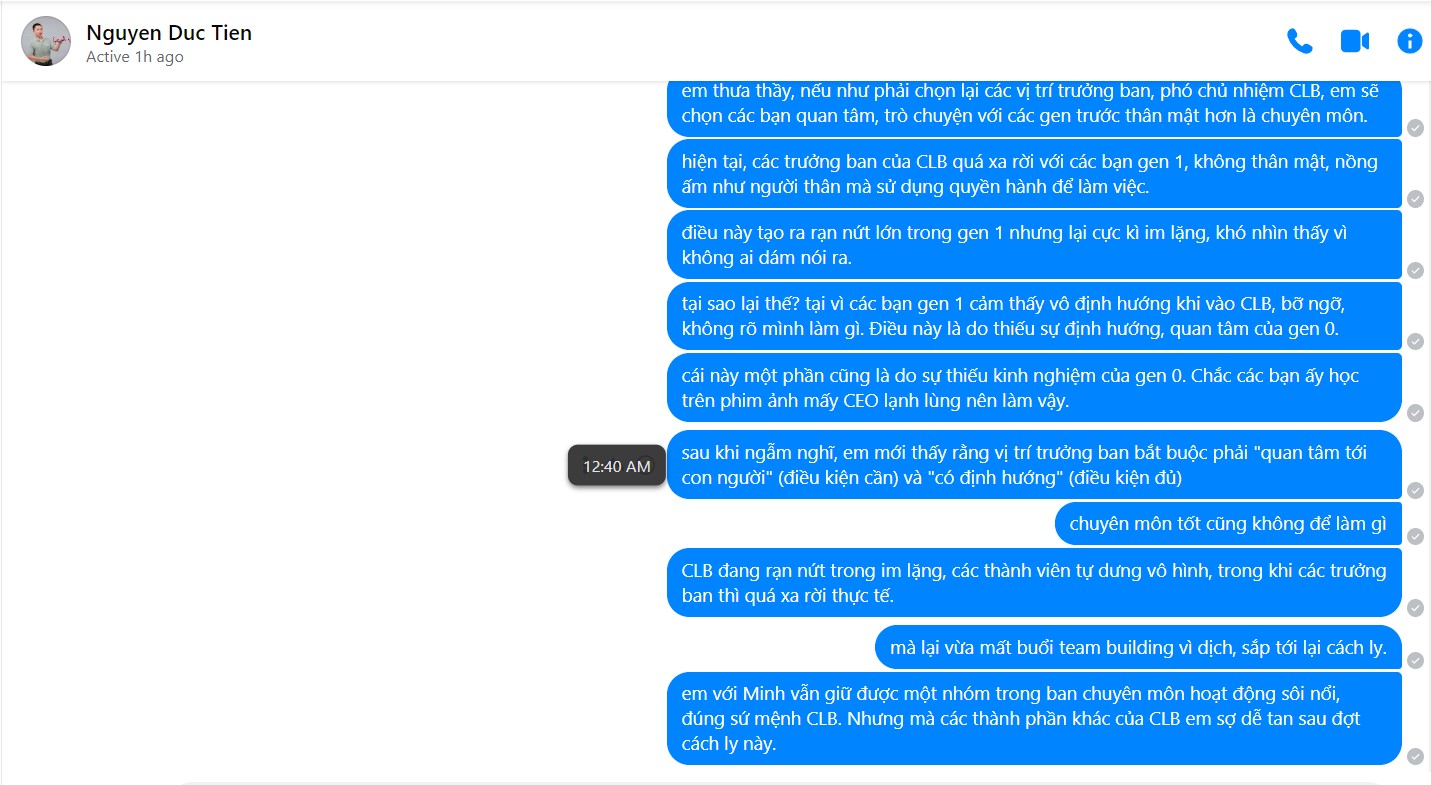 Nguyen Duc Tien
Active 1h ago
em thưa thầy, nếu như phải chọn lại các vị trí trưởng ban, phó chủ nhiệm CLB, em sẽ
chọn các bạn quan tâm, trò chuyện với các gen trước thân mật hơn là chuyên môn.
hiện tại, các trưởng ban của CLB quá xa rời với các bạn gen 1, không thân mật, nồng
ấm như người thân mà sử dụng quyền hành để làm việc.
điều này tạo ra rạn nứt lớn trong gen 1 nhưng lại cực kì im lặng, khó nhìn thấy vì
không ai dám nói ra.
tại sao lại thế? tại vì các bạn gen 1 cảm thấy vô định hướng khi vào CLB, bỡ ngỡ,
không rõ mình làm gì. Điều này là do thiếu sự định hướng, quan tâm của gen 0.
cái này một phần cũng là do sự thiếu kinh nghiệm của gen 0. Chắc các bạn ấy học
trên phim ảnh mấy CEO lạnh lùng nên làm vậy.
12:40 AM
sau khi ngẫm nghĩ, em mới thấy rằng vị trí trưởng ban bắt buộc phải "quan tâm tới
con người" (điều kiện cần) và "có định hướng" (điều kiện đủ)
chuyên môn tốt cũng không để làm gì
CLB đang rạn nứt trong im lặng, các thành viên tự dưng vô hình, trong khi các trưởng
ban thì quá xa rời thực tế.
mà lại vừa mất buổi team building vì dịch, sắp tới lại cách ly.
em với Minh vẫn giữ được một nhóm trong ban chuyên môn hoạt động sôi nổi,
đúng sứ mệnh CLB. Nhưng mà các thành phần khác của CLB em sợ dễ tan sau đợt
cách ly này.